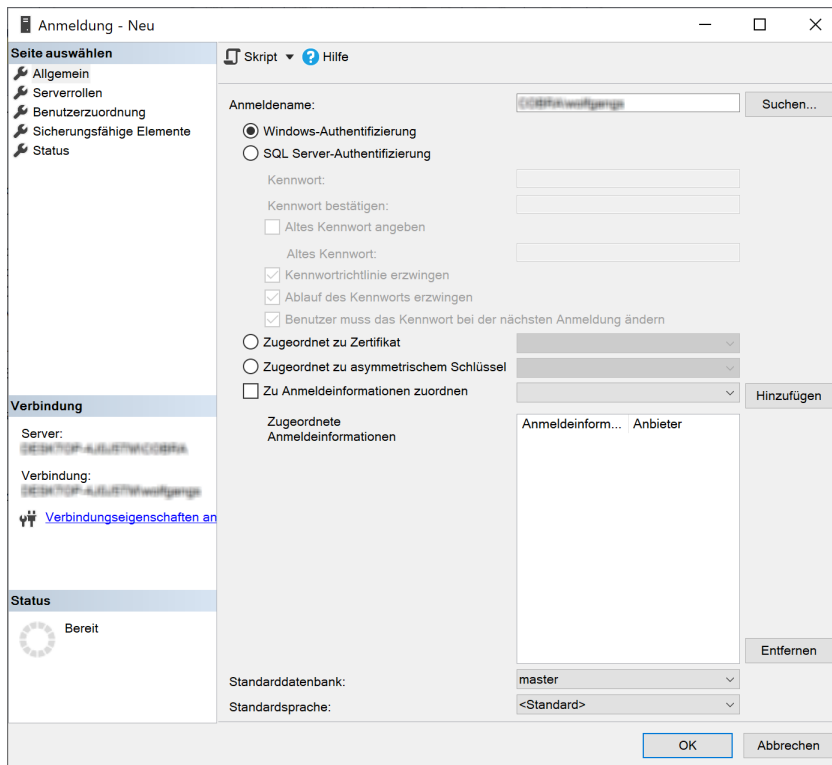 Anmeldung - Neu
Seite auswählen
Allgemein
Serverrollen
Benutzerzuordnung
Sicherungsfähige Elemente
Status
Skript
Hilfe
Anmeldename:
Suchen...
Windows-Authentifizierung
SQL Server-Authentifizierung
Kennwort:
Kennwort bestätigen:
Altes Kennwort angeben
Altes Kennwort:
Kennwortrichtlinie erzwingen
Ablauf des Kennworts erzwingen
Benutzer muss das Kennwort bei der nächsten Anmeldung ändern
Zugeordnet zu Zertifikat
Zugeordnet zu asymmetrischem Schlüssel
Zu Anmeldeinformationen zuordnen
Hinzufügen
Zugeordnete
Anmeldeinformationen
Anmeldeinform... Anbieter
Verbindung
Server:
Verbindung:
Verbindungseigenschaften an
Status
Bereit
Entfernen
Standarddatenbank:
master
Standardsprache:
<Standard>
OK
Abbrechen